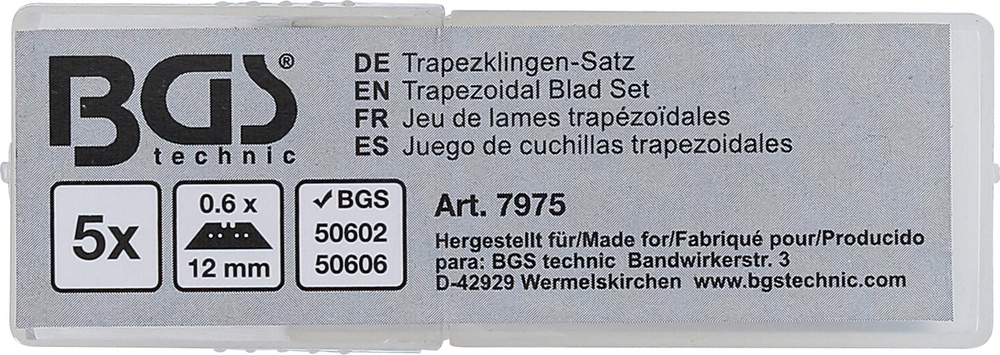 BGS®
technic
DE Trapezklingen-Satz
EN Trapezoidal Blad Set
FR Jeu de lames trapézoïdales
ES Juego de cuchillas trapezoidales
5x
0.6 x
12 mm
✓BGS
50602
50606
Art. 7975
Hergestellt für/Made for/Fabriqué pour/Producido
para: BGS technic Bandwirkerstr. 3
D-42929 Wermelskirchen www.bgstechnic.com